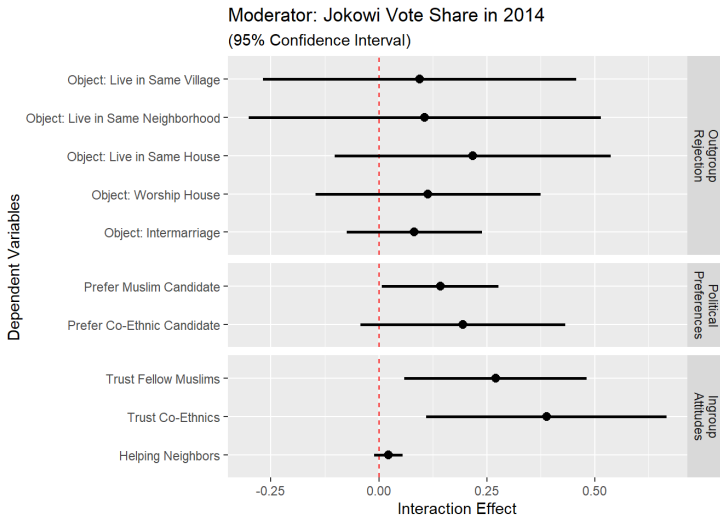 Moderator: Jokowi Vote Share in 2014
(95% Confidence Interval)
Dependent Variables
Object: Live in Same Village
Object: Live in Same Neighborhood
Object: Live in Same House
Object: Worship House
Object: Intermarriage
Outgroup
Rejection
Prefer Muslim Candidate
Prefer Co-Ethnic Candidate
Political
Preferences
Trust Fellow Muslims
Trust Co-Ethnics
Helping Neighbors
Ingroup
Attitudes
-0.25 0.00 0.25 0.50
Interaction Effect